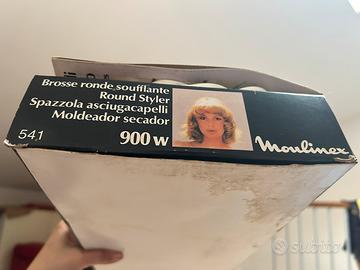 Brosse ronde soufflante
Round Styler
Spazzola asciugacapelli
Moldeador secador
541
900 w
Moulinex
subito